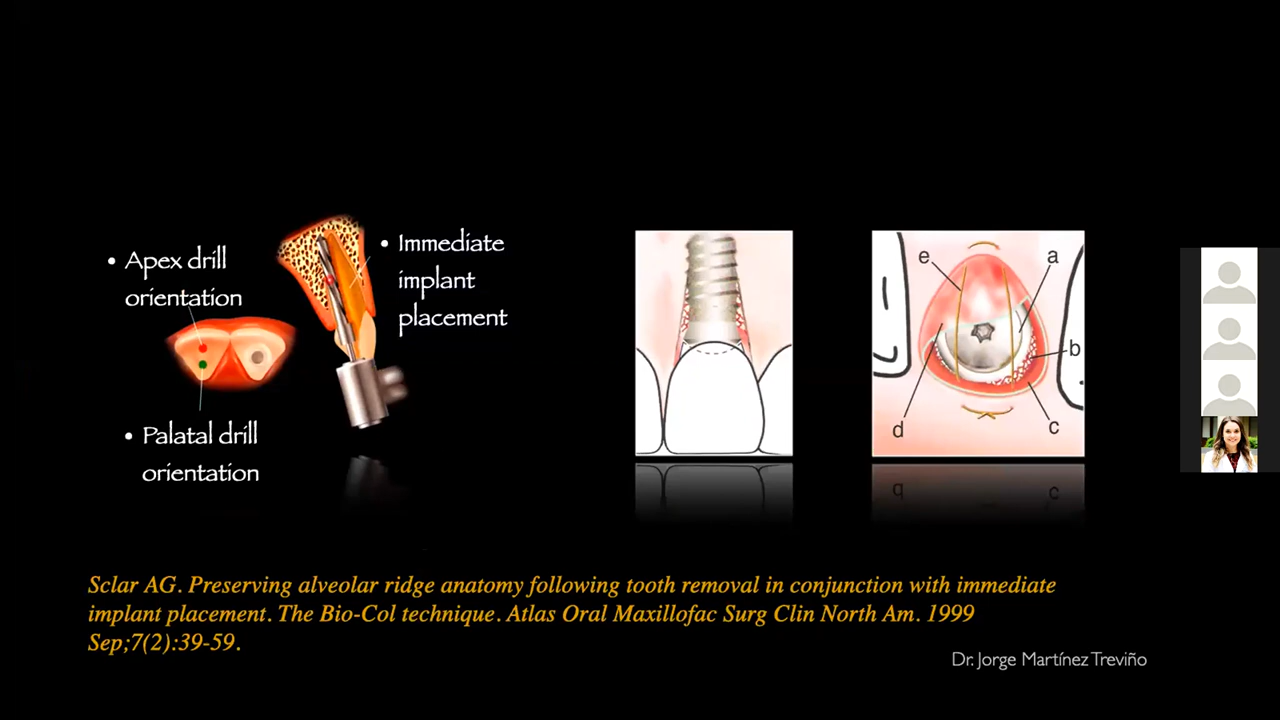 • Apex drill
orientation
• Immediate
implant
placement
• Palatal drill
orientation
e
a
b
d
c
Sclar AG. Preserving alveolar ridge anatomy following tooth removal in conjunction with immediate
implant placement. The Bio-Col technique. Atlas Oral Maxillofac Surg Clin North Am. 1999
Sep;7(2):39-59.
Dr. Jorge Martínez Treviño